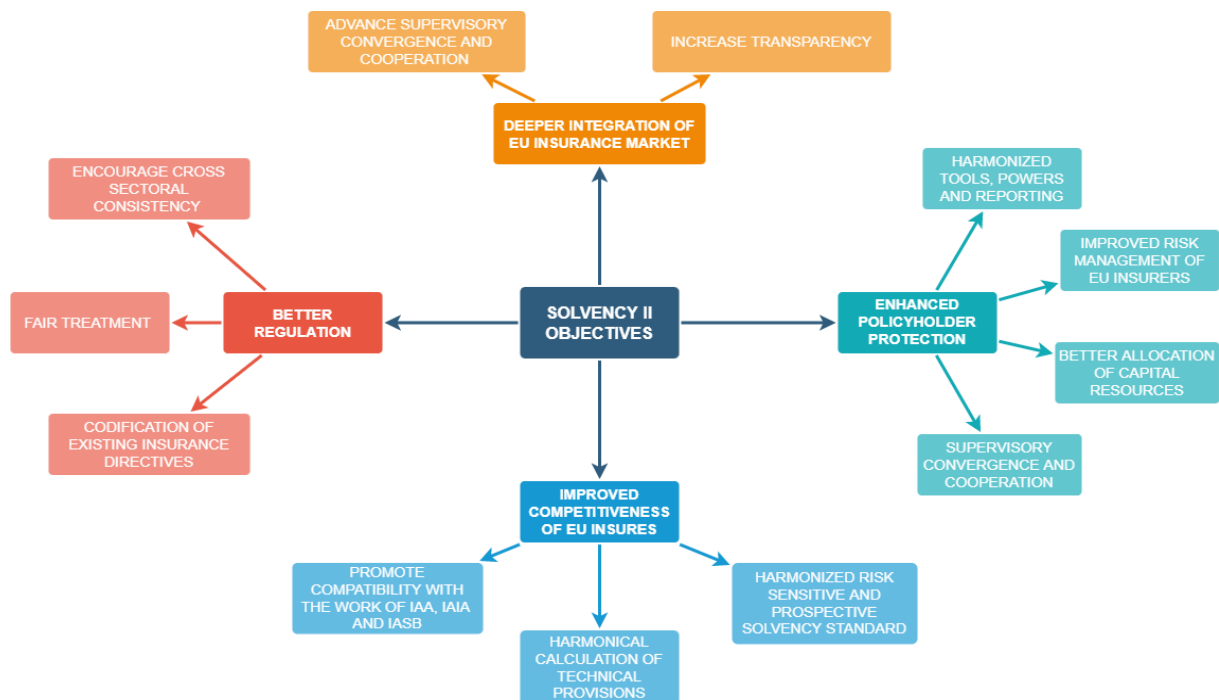 ADVANCE SUPERVISORY
CONVERGENCE AND
COOPERATION
INCREASE TRANSPARENCY
DEEPER INTEGRATION OF
EU INSURANCE MARKET
ENCOURAGE CROSS
SECTORAL
CONSISTENCY
FAIR TREATMENT
CODIFICATION OF
EXISTING INSURANCE
DIRECTIVES
BETTER
REGULATION
SOLVENCY II
OBJECTIVES
ENHANCED
POLICYHOLDER
PROTECTION
HARMONIZED
TOOLS, POWERS
AND REPORTING
IMPROVED RISK
MANAGEMENT OF
EU INSURERS
BETTER ALLOCATION
OF CAPITAL
RESOURCES
SUPERVISORY
CONVERGENCE AND
COOPERATION
IMPROVED
COMPETITIVENESS
OF EU INSURES
PROMOTE
COMPATIBILITY WITH
THE WORK OF IAA, IAIA
AND IASB
HARMONICAL
CALCULATION OF
TECHNICAL
PROVISIONS
HARMONIZED RISK
SENSITIVE AND
PROSPECTIVE
SOLVENCY STANDARD